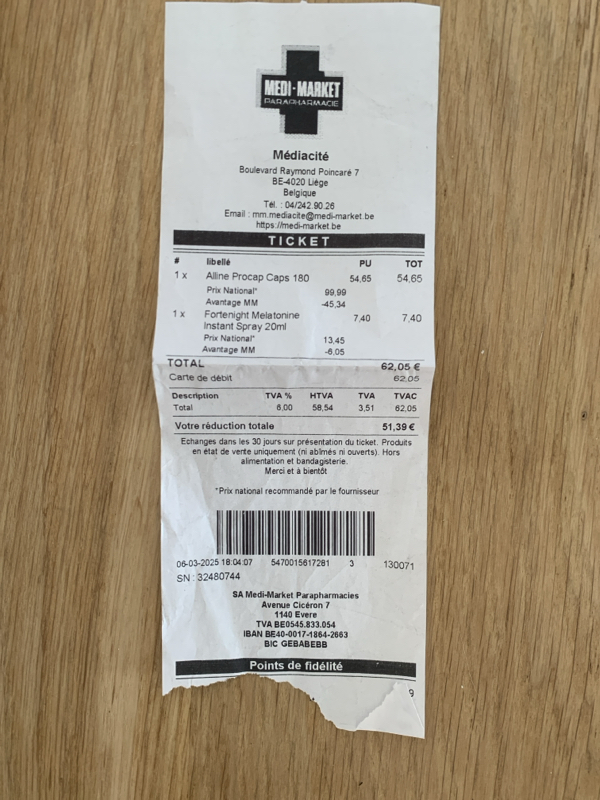 MEDI-MARKET
PARAPHARMACIE
Médiacité
Boulevard Raymond Poincaré 7
BE-4020 Liège
Belgique
Tél. : 04/242.90.26
Email : mm.mediacite@medi-market.be
https://medi-market.be
TICKET
# libellé PU TOT
1 x Alline Procap Caps 180 54,65 54,65
Prix National* 99,99
Avantage MM -45,34
1 x Fortenight Melatonine 7,40 7,40
Instant Spray 20ml
Prix National* 13,45
Avantage MM -6,05
TOTAL 62,05 €
Carte de débit 62,05
Description TVA % HTVA TVA TVAC
Total 6,00 58,54 3,51 62,05
Votre réduction totale 51,39 €
Echanges dans les 30 jours sur présentation du ticket. Produits
en état de vente uniquement (ni abîmés ni ouverts). Hors
alimentation et bandagisterie.
Merci et à bientôt
*Prix national recommandé par le fournisseur
06-03-2025 18:04:07 5470015617281 3 130071
SN : 32480744
SA Medi-Market Parapharmacies
Avenue Cicéron 7
1140 Evere
TVA BE0545.833.054
IBAN BE40-0017-1864-2663
BIC GEBABEBB
Points de fidélité
9